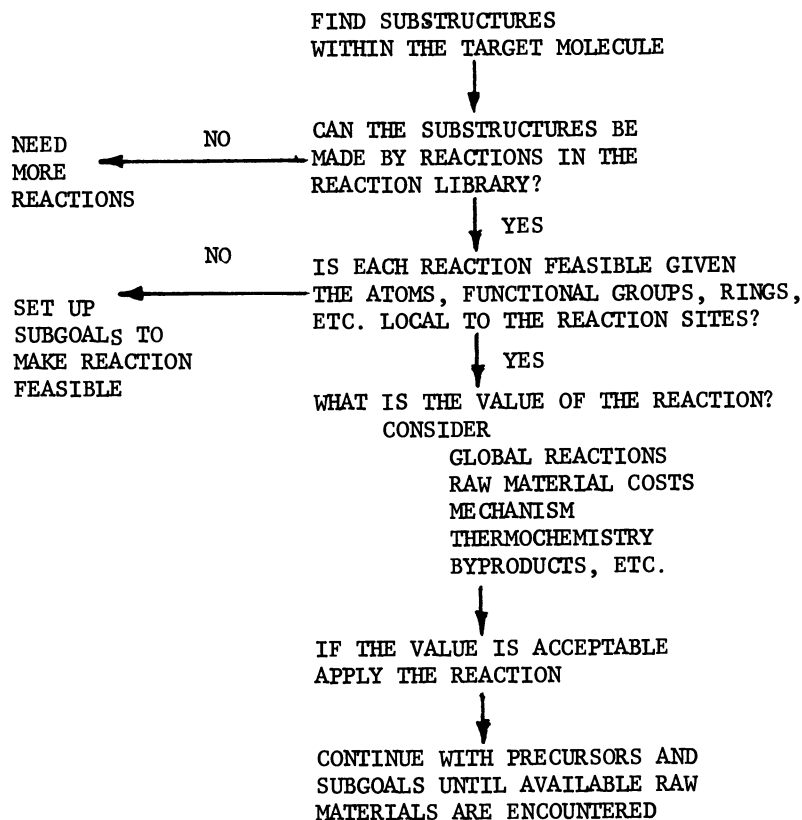 FIND SUBSTRUCTURES
WITHIN THE TARGET MOLECULE
CAN THE SUBSTRUCTURES BE
MADE BY REACTIONS IN THE
REACTION LIBRARY?
NO
NEED
MORE
REACTIONS
YES
IS EACH REACTION FEASIBLE GIVEN
THE ATOMS, FUNCTIONAL GROUPS, RINGS,
ETC. LOCAL TO THE REACTION SITES?
NO
SET UP
SUBGOALS TO
MAKE REACTION
FEASIBLE
YES
WHAT IS THE VALUE OF THE REACTION?
CONSIDER
GLOBAL REACTIONS
RAW MATERIAL COSTS
MECHANISM
THERMOCHEMISTRY
BYPRODUCTS, ETC.
IF THE VALUE IS ACCEPTABLE
APPLY THE REACTION
CONTINUE WITH PRECURSORS AND
SUBGOALS UNTIL AVAILABLE RAW
MATERIALS ARE ENCOUNTERED